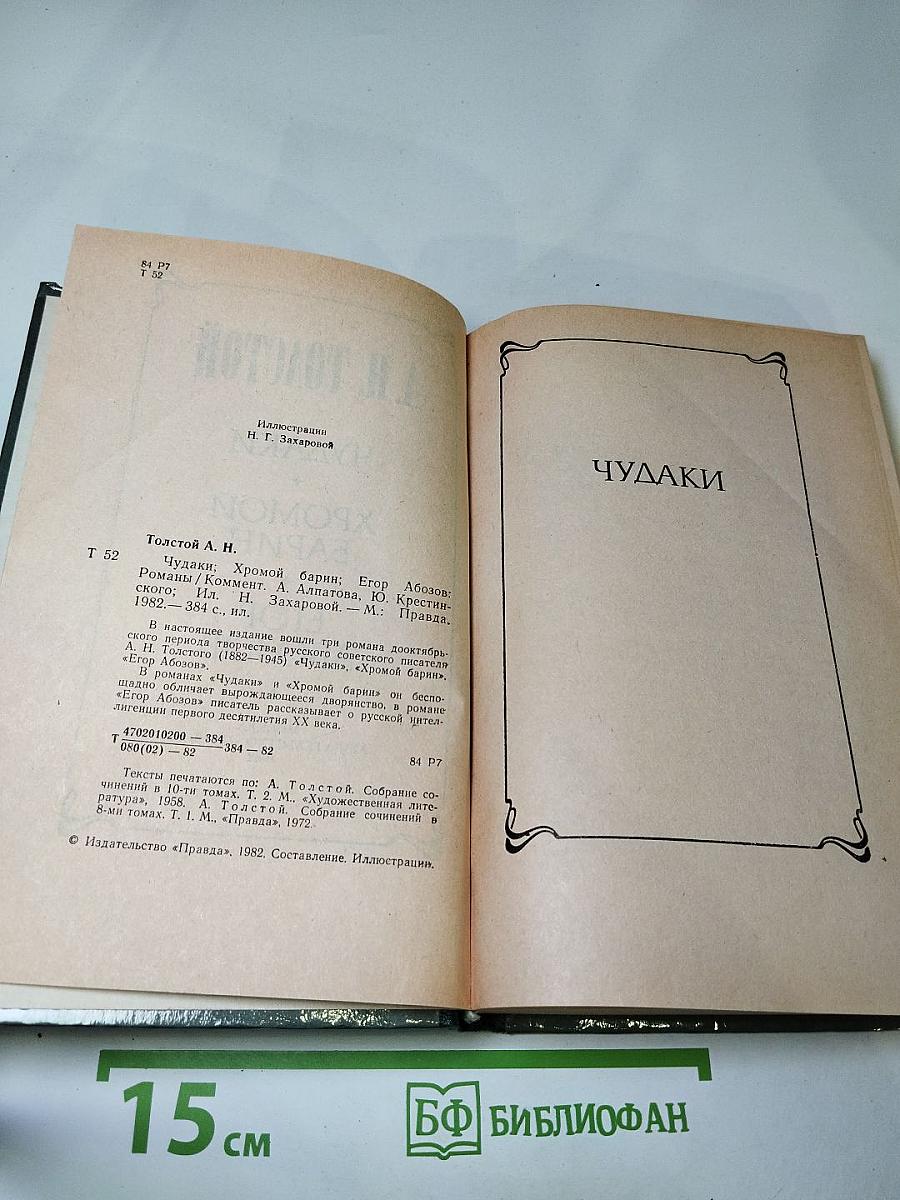 84 Р7
Т 52
Иллюстрации
Н. Г. Захаровой
Толстой А. Н.
Т 52
Чудаки; Хромой барин; Егор Абозов:
Романы / Коммент. А. Алпатова, Ю. Крестин-
ского; Ил. Н. Захаровой. — М.: Правда,
1982.— 384 с., ил.
В настоящее издание вошли три романа дооктябрь-
ского периода творчества русского советского писателя
А. Н. Толстого (1882—1945) «Чудаки», «Хромой барин»,
«Егор Абозов».
В романах «Чудаки» и «Хромой барин» он беспо-
щадно обличает вырождающееся дворянство, в романе
«Егор Абозов» писатель рассказывает о русской интел-
лигенции первого десятилетия XX века.
Т 4702010200 — 384
080(02) — 82
384 — 82
84 Р7
Тексты печатаются по: А. Толстой. Собрание со-
чинений в 10-ти томах. Т. 2. М., «Художественная лите-
ратура», 1958. А. Толстой. Собрание сочинений в
8-ми томах. Т. 1. М., «Правда», 1972.
© Издательство «Правда», 1982. Составление. Иллюстрации.
ЧУДАКИ
15 см
БФ БИБЛИОФАН